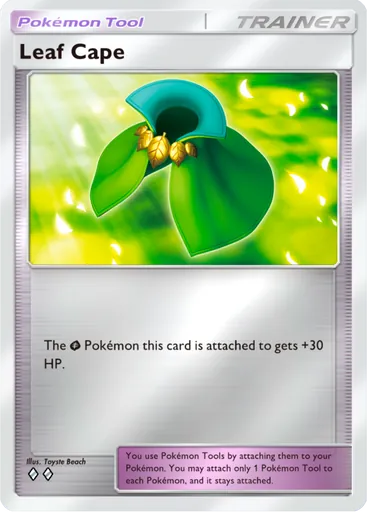 Pokémon Tool
TRAINER
Leaf Cape
The Pokémon this card is attached to gets +30
HP.
Illus. Toyste Beach
You use Pokémon Tools by attaching them to your
Pokémon. You may attach only 1 Pokémon Tool to
each Pokémon, and it stays attached.